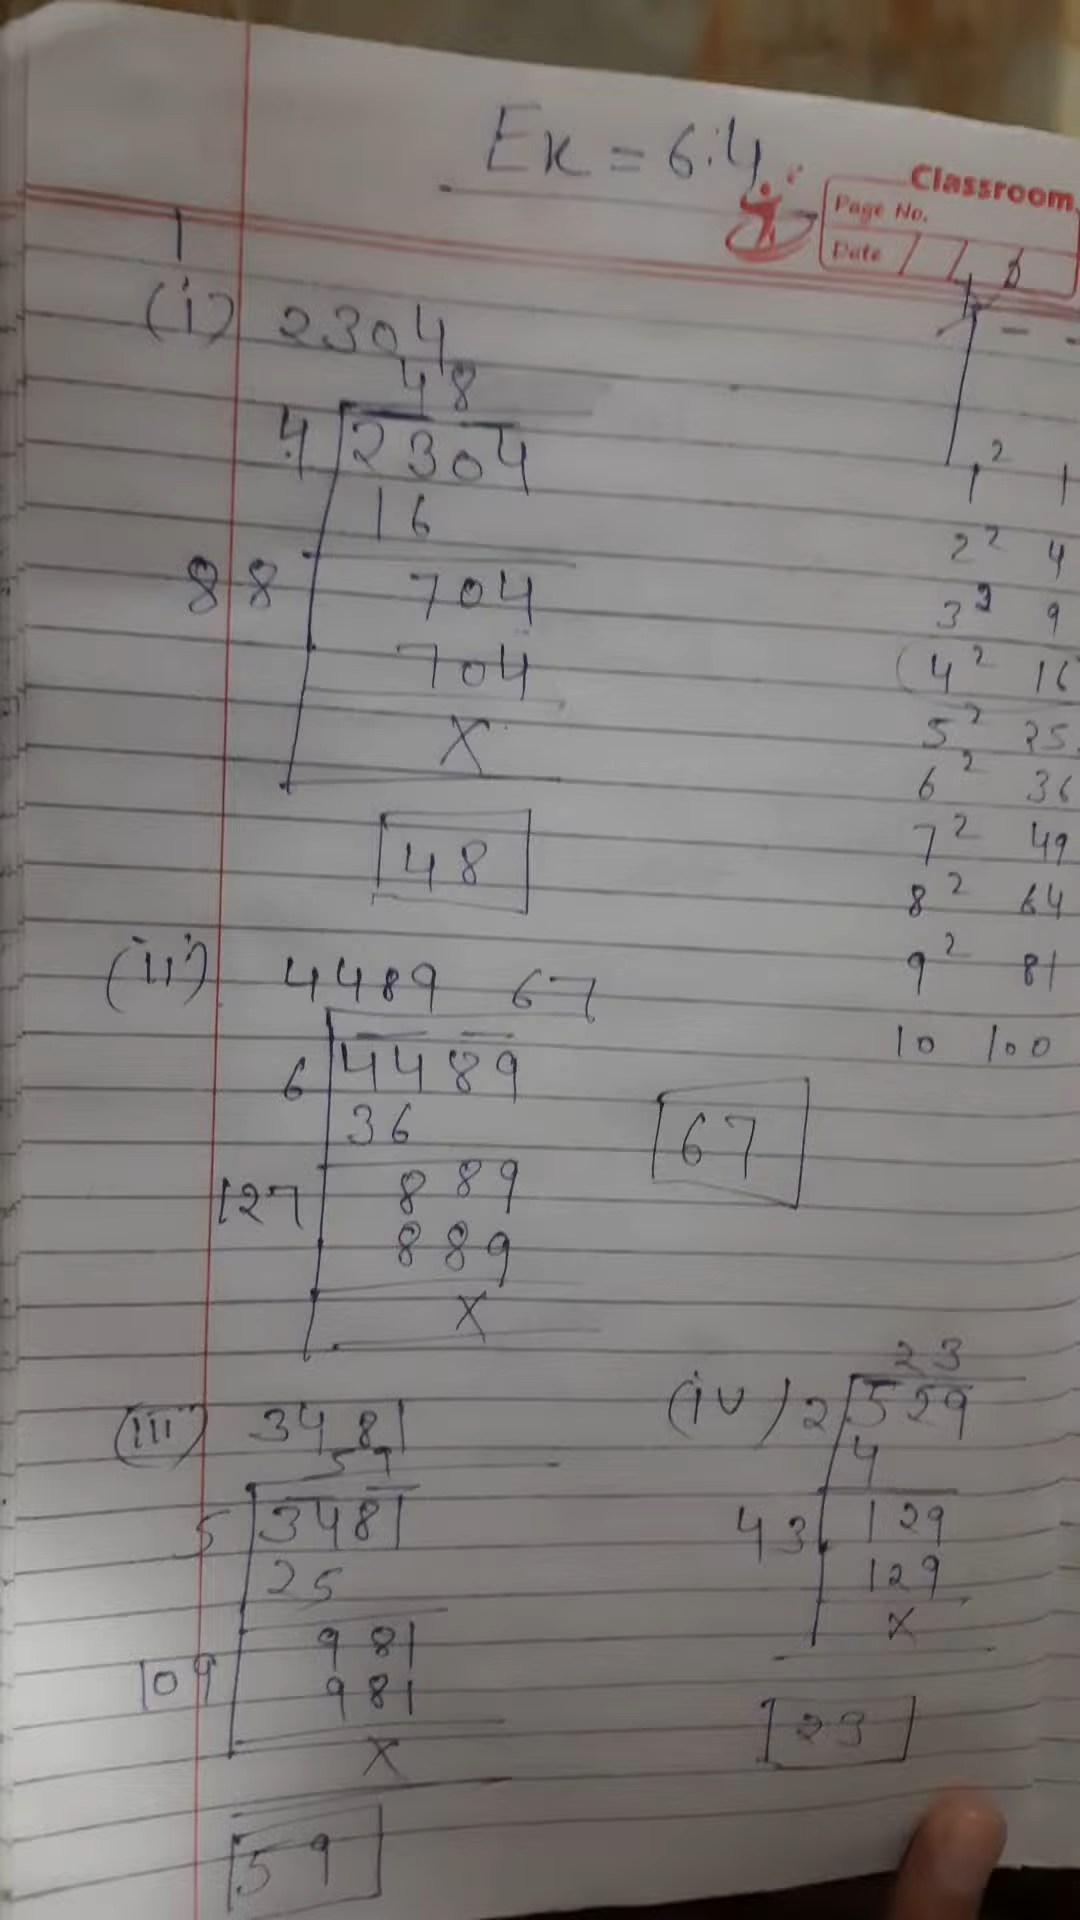 Ex = 6.4
Classroom
Page No.
Date / /
1
(i) 2304
48
4 2304
16
88 704
704
X
48
1² 1
2² 4
3² 9
4² 16
5² 25
6² 36
7² 49
8² 64
9² 81
10 100
(ii) 4489 67
6 4489
36
127 889
889
X
67
(iii) 3481
59
5 3481
25
109 981
981
X
59
23
(iv) 2 529
4
43 129
129
X
23